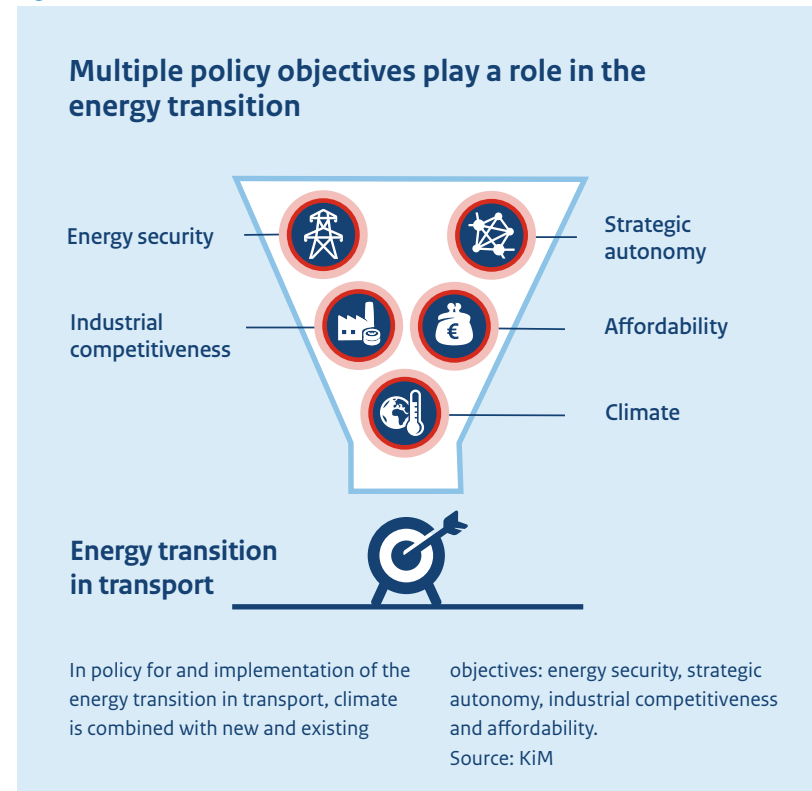 Multiple policy objectives play a role in the
energy transition
Energy security
Strategic
autonomy
Industrial
competitiveness
Affordability
€
Climate
Energy transition
in transport
In policy for and implementation of the
energy transition in transport, climate
is combined with new and existing
objectives: energy security, strategic
autonomy, industrial competitiveness
and affordability.
Source: KiM